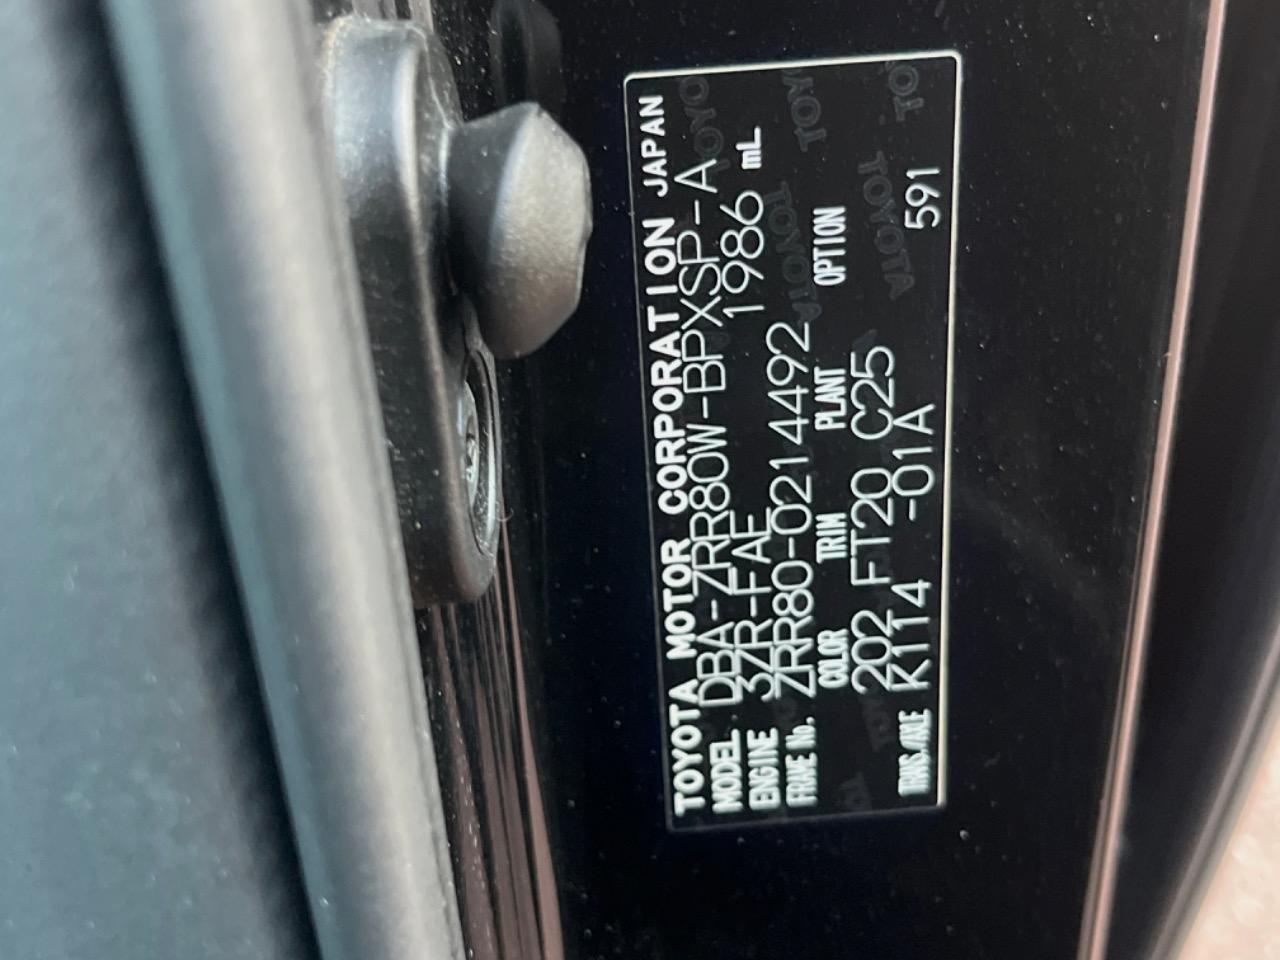 TOYOTA MOTOR CORPORATION JAPAN
MODEL DBA-ZRR80W-BPXSP-A
ENGINE 3ZR-FAE 1986 mL
FRAME No. ZRR80-0214492
COLOR TRIM PLANT OPTION
202 FT20 C25
TRANS./AXLE K114 -01A 591